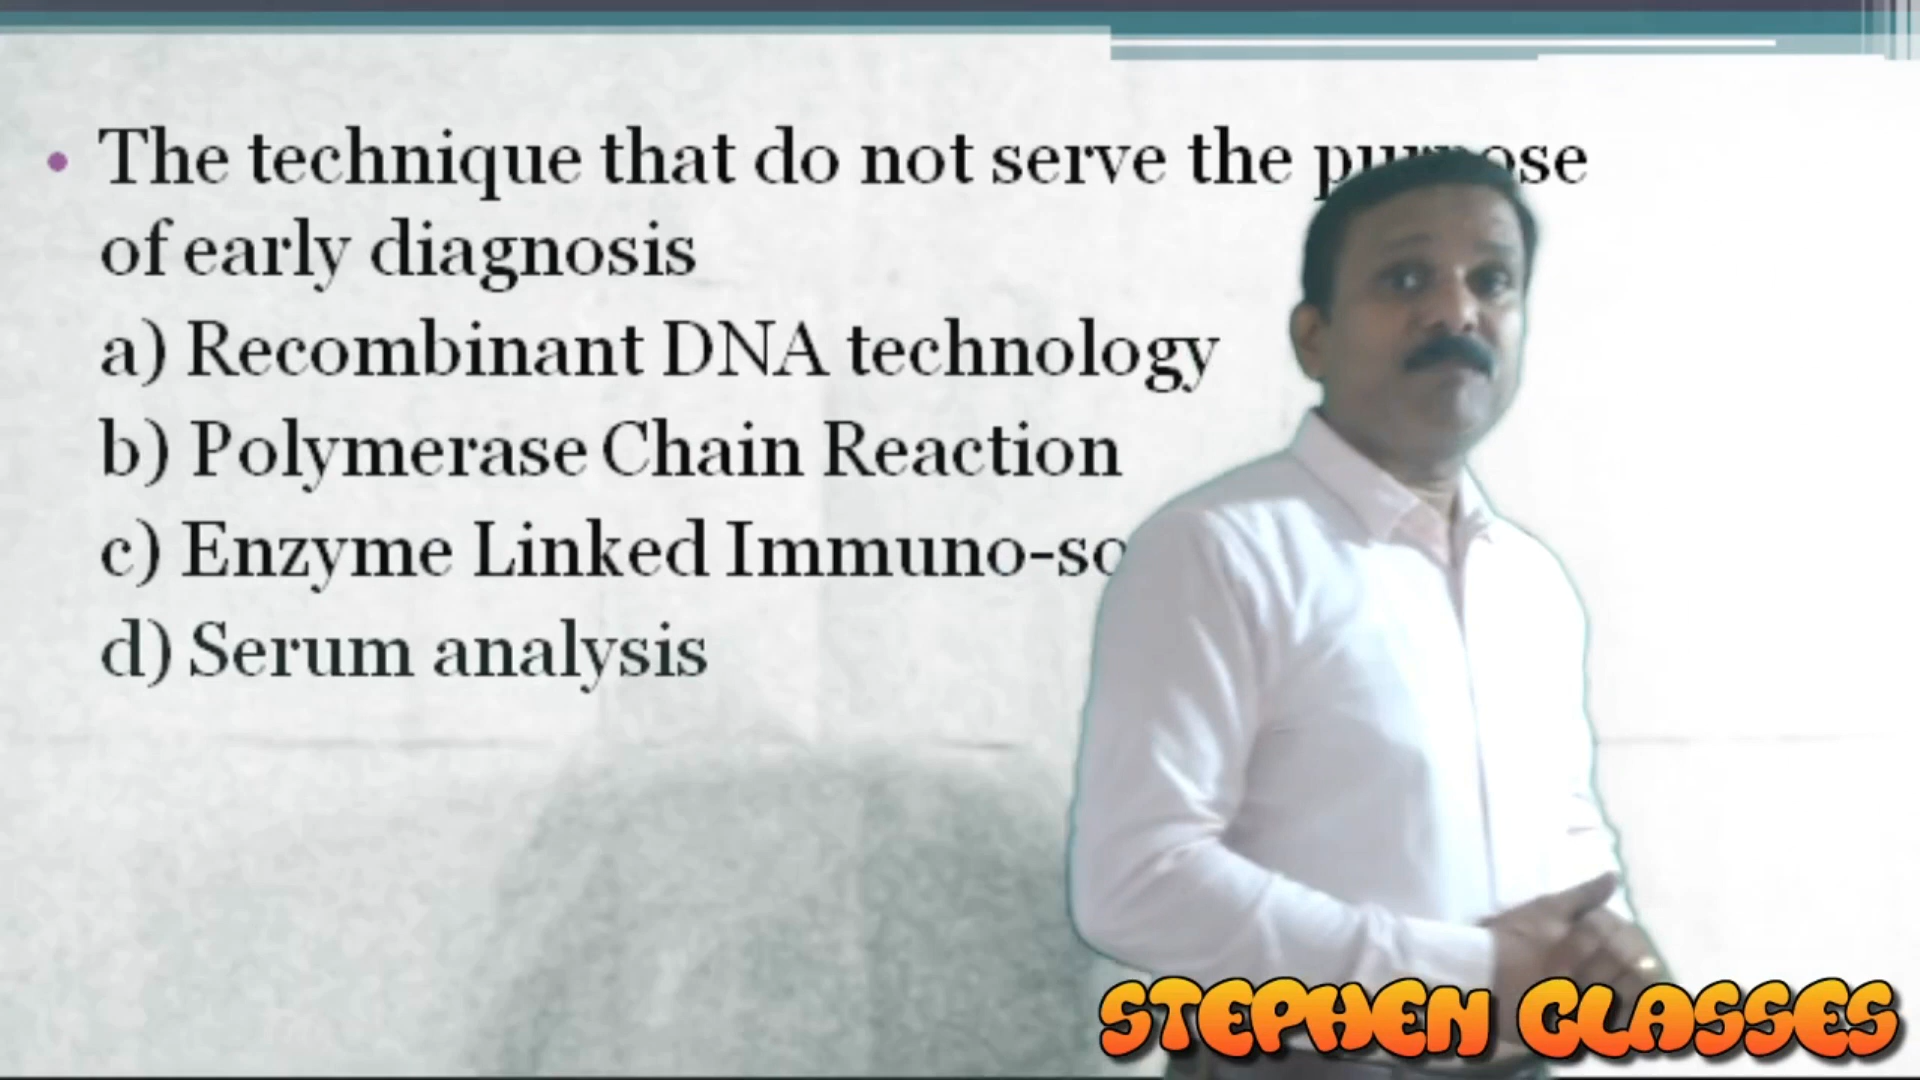 The technique that do not serve the purpose
of early diagnosis
a) Recombinant DNA technology
b) Polymerase Chain Reaction
c) Enzyme Linked
d) Serum analysis
STEPHEN CLASSES